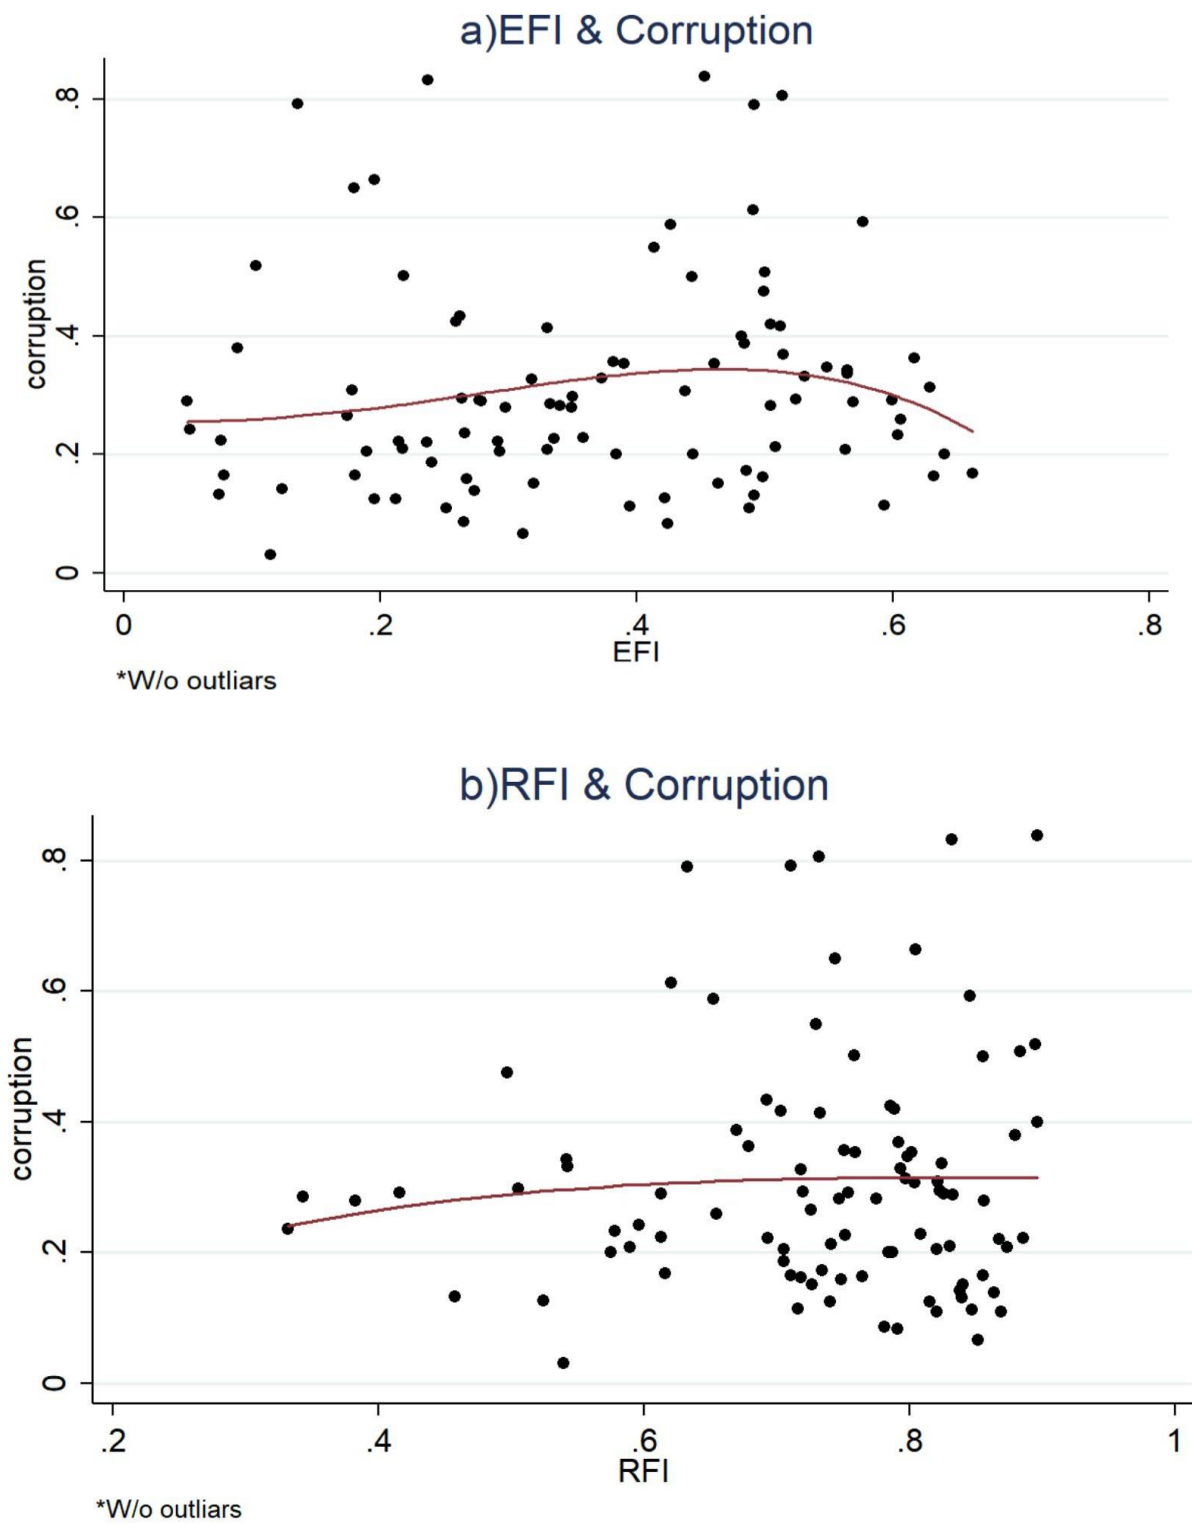 a)EFI & Corruption
corruption
.8
.6
.4
.2
0
0 .2 .4 .6 .8
EFI
*W/o outliars
b)RFI & Corruption
corruption
.8
.6
.4
.2
0
.2 .4 .6 .8 1
RFI
*W/o outliars